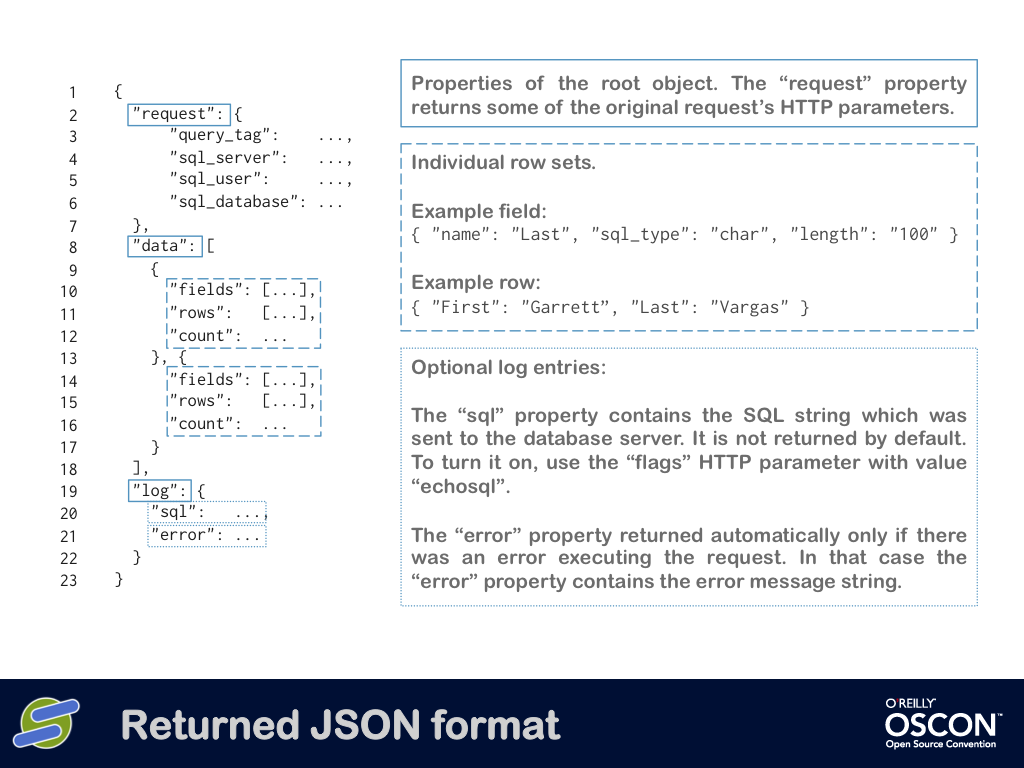 1 {
2 "request": {
3 "query_tag": ...,
4 "sql_server": ...,
5 "sql_user": ...,
6 "sql_database": ...
7 },
8 "data": [
9 {
10 "fields": [...],
11 "rows": [...],
12 "count": ...
13 }, {
14 "fields": [...],
15 "rows": [...],
16 "count": ...
17 }
18 ],
19 "log": {
20 "sql": ...,
21 "error": ...
22 }
23 }
Properties of the root object. The “request” property
returns some of the original request’s HTTP parameters.
Individual row sets.
Example field:
{ "name": "Last", "sql_type": "char", "length": "100" }
Example row:
{ "First": "Garrett”, "Last": "Vargas" }
Optional log entries:
The “sql” property contains the SQL string which was
sent to the database server. It is not returned by default.
To turn it on, use the “flags” HTTP parameter with value
“echosql”.
The “error” property returned automatically only if there
was an error executing the request. In that case the
“error” property contains the error message string.
Returned JSON format
O'REILLY
OSCON™
Open Source Convention